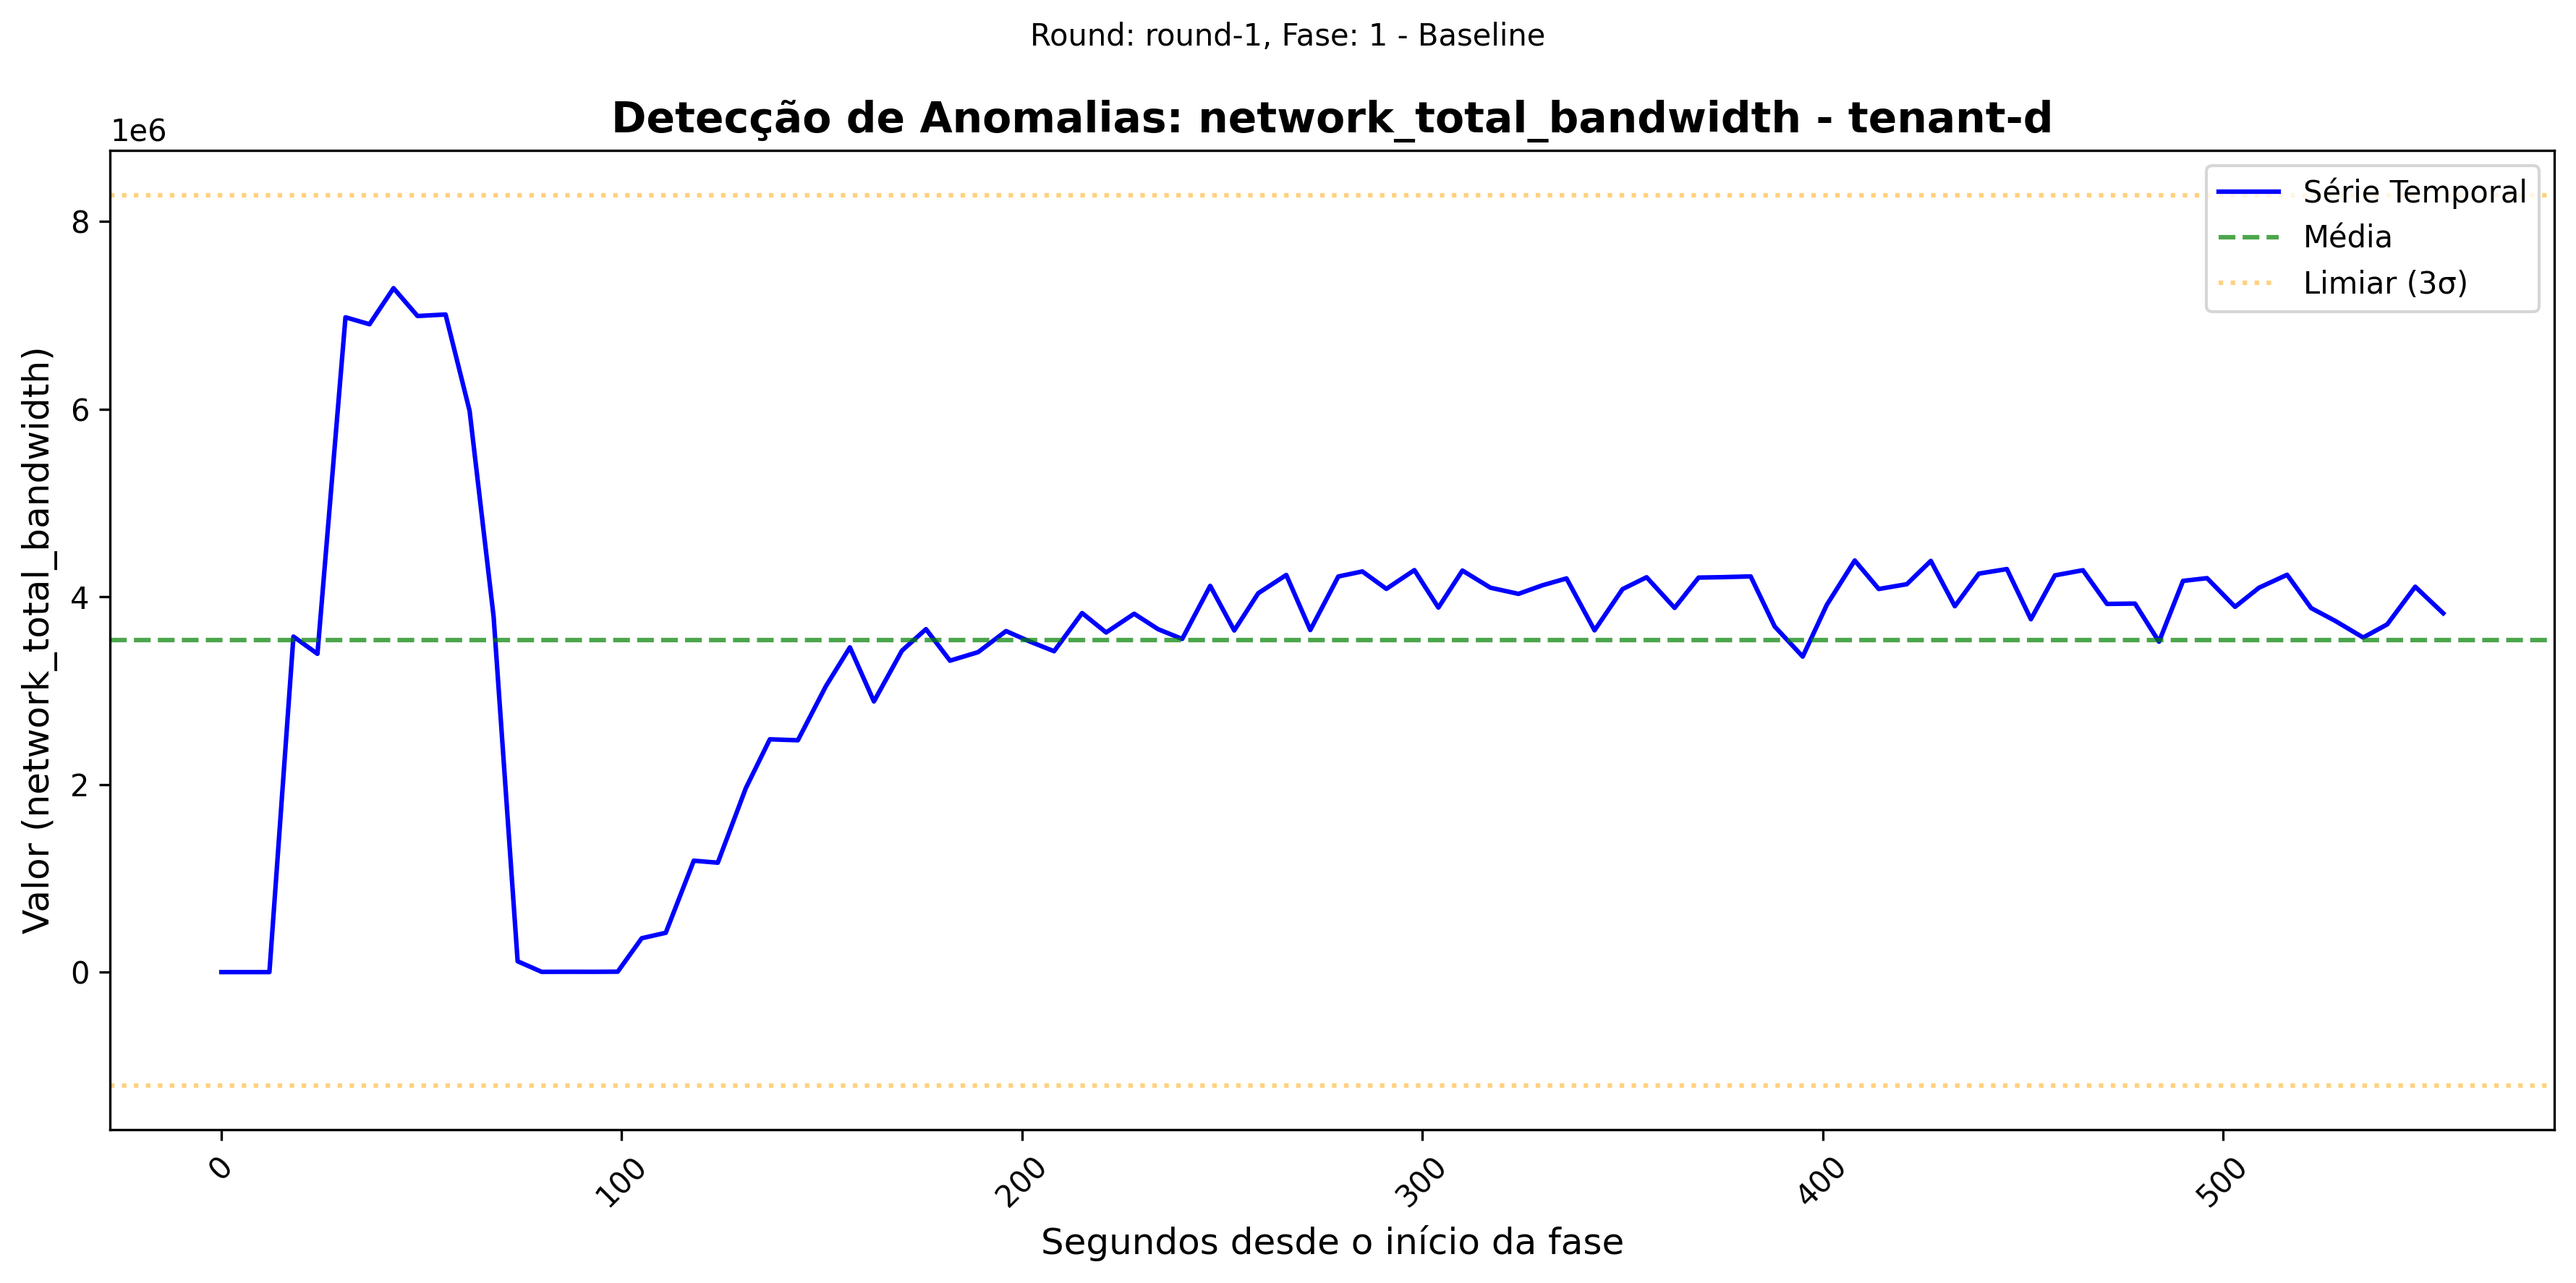 Round: round-1, Fase: 1 - Baseline
Detecção de Anomalias: network_total_bandwidth - tenant-d
1e6
Série Temporal
Média
Limiar (3σ)
8
6
4
2
0
Valor (network_total_bandwidth)
0
100
200
300
400
500
Segundos desde o início da fase